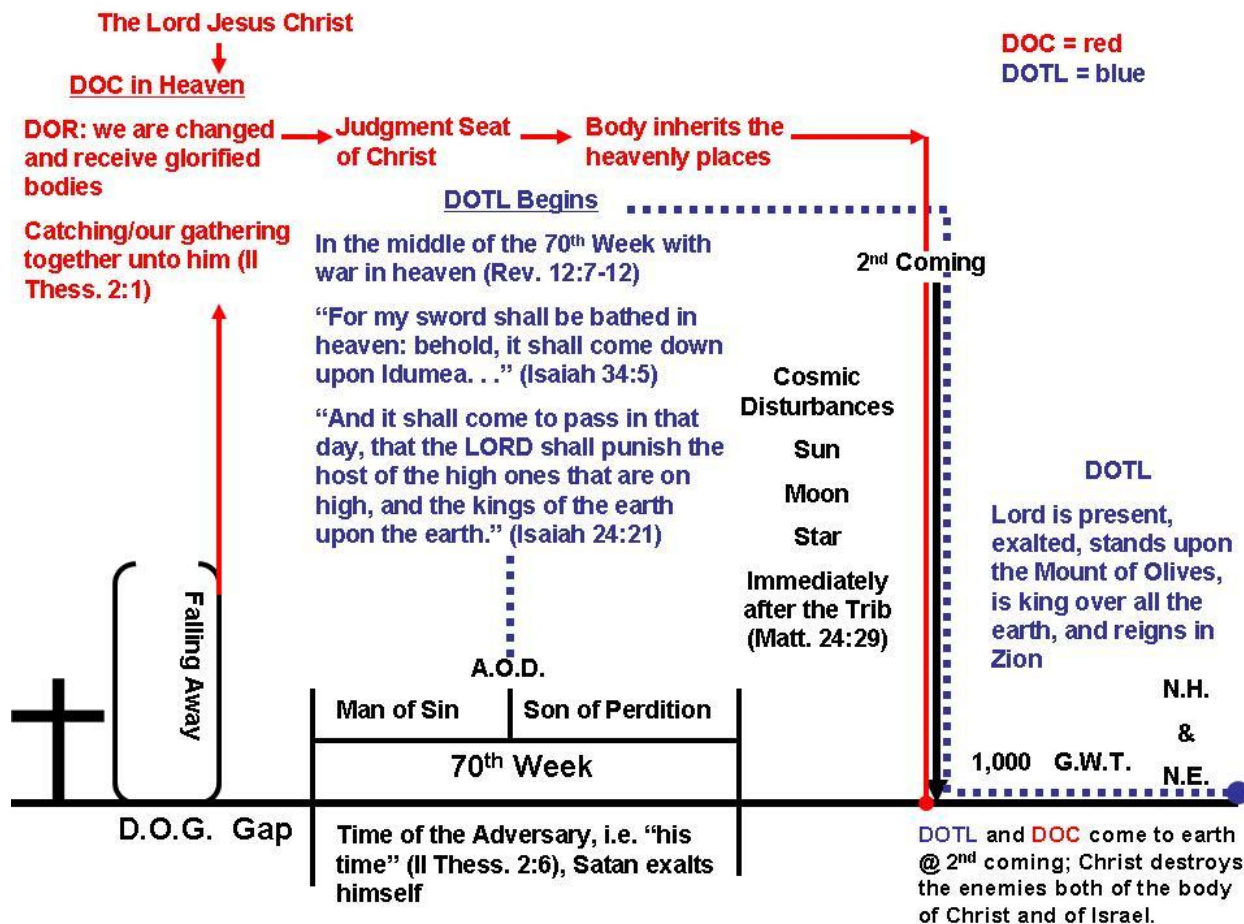 The Lord Jesus Christ
DOC in Heaven
DOR: we are changed
and receive glorified
bodies
Catching/our gathering
together unto him (II
Thess. 2:1)
Judgment Seat
of Christ
Body inherits the
heavenly places
DOC = red
DOTL = blue
DOTL Begins
In the middle of the 70th Week with
war in heaven (Rev. 12:7-12)
“For my sword shall be bathed in
heaven: behold, it shall come down
upon Idumea. . .” (Isaiah 34:5)
“And it shall come to pass in that
day, that the LORD shall punish the
host of the high ones that are on
high, and the kings of the earth
upon the earth.” (Isaiah 24:21)
2nd Coming
Cosmic
Disturbances
Sun
Moon
Star
Immediately
after the Trib
(Matt. 24:29)
DOTL
Lord is present,
exalted, stands upon
the Mount of Olives,
is king over all the
earth, and reigns in
Zion
Falling Away
A.O.D.
Man of Sin
Son of Perdition
70th Week
1,000
G.W.T.
N.H.
&
N.E.
D.O.G. Gap
Time of the Adversary, i.e. “his
time” (II Thess. 2:6), Satan exalts
himself
DOTL and DOC come to earth
@ 2nd coming; Christ destroys
the enemies both of the body
of Christ and of Israel.